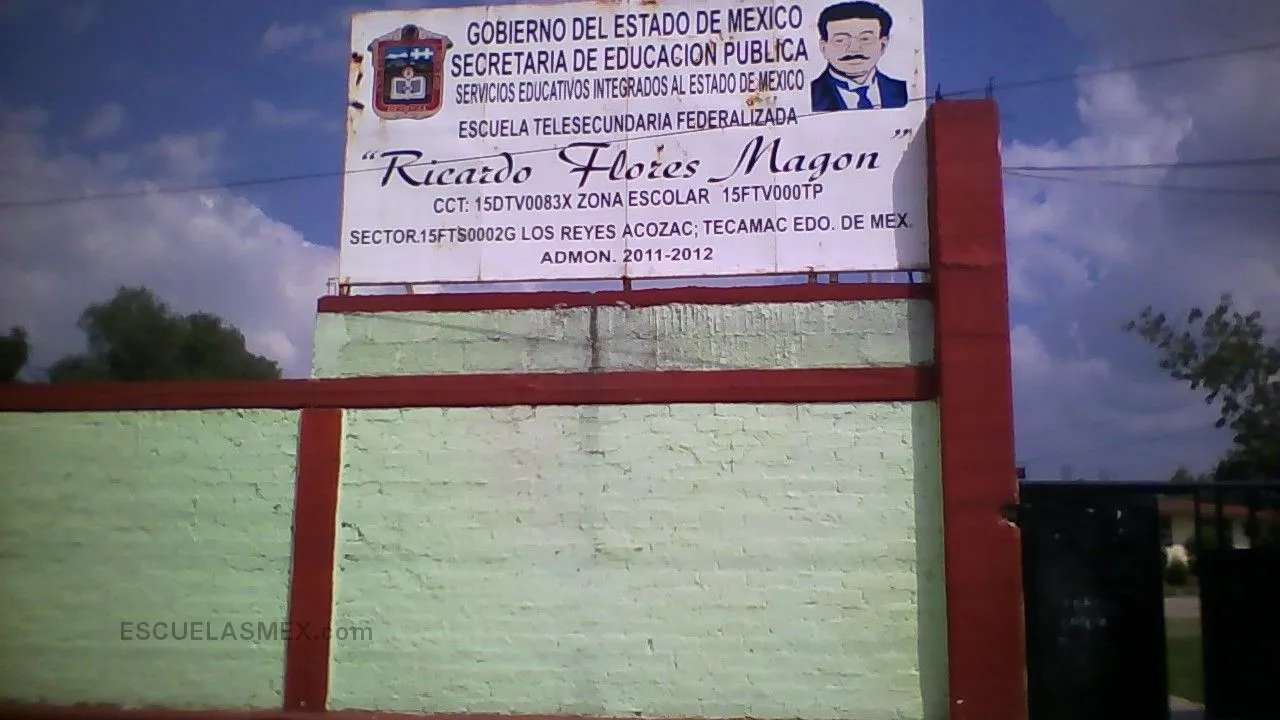 GOBIERNO DEL ESTADO DE MEXICO
SECRETARIA DE EDUCACION PUBLICA
SERVICIOS EDUCATIVOS INTEGRADOS AL ESTADO DE MEXICO
ESCUELA TELESECUNDARIA FEDERALIZADA
“Ricardo Flores Magon”
CCT: 15DTV0083X ZONA ESCOLAR 15FTV000TP
SECTOR.15FTS0002G LOS REYES ACOZAC; TECAMAC EDO. DE MEX.
ADMON. 2011-2012
ESCUELASMEX.com